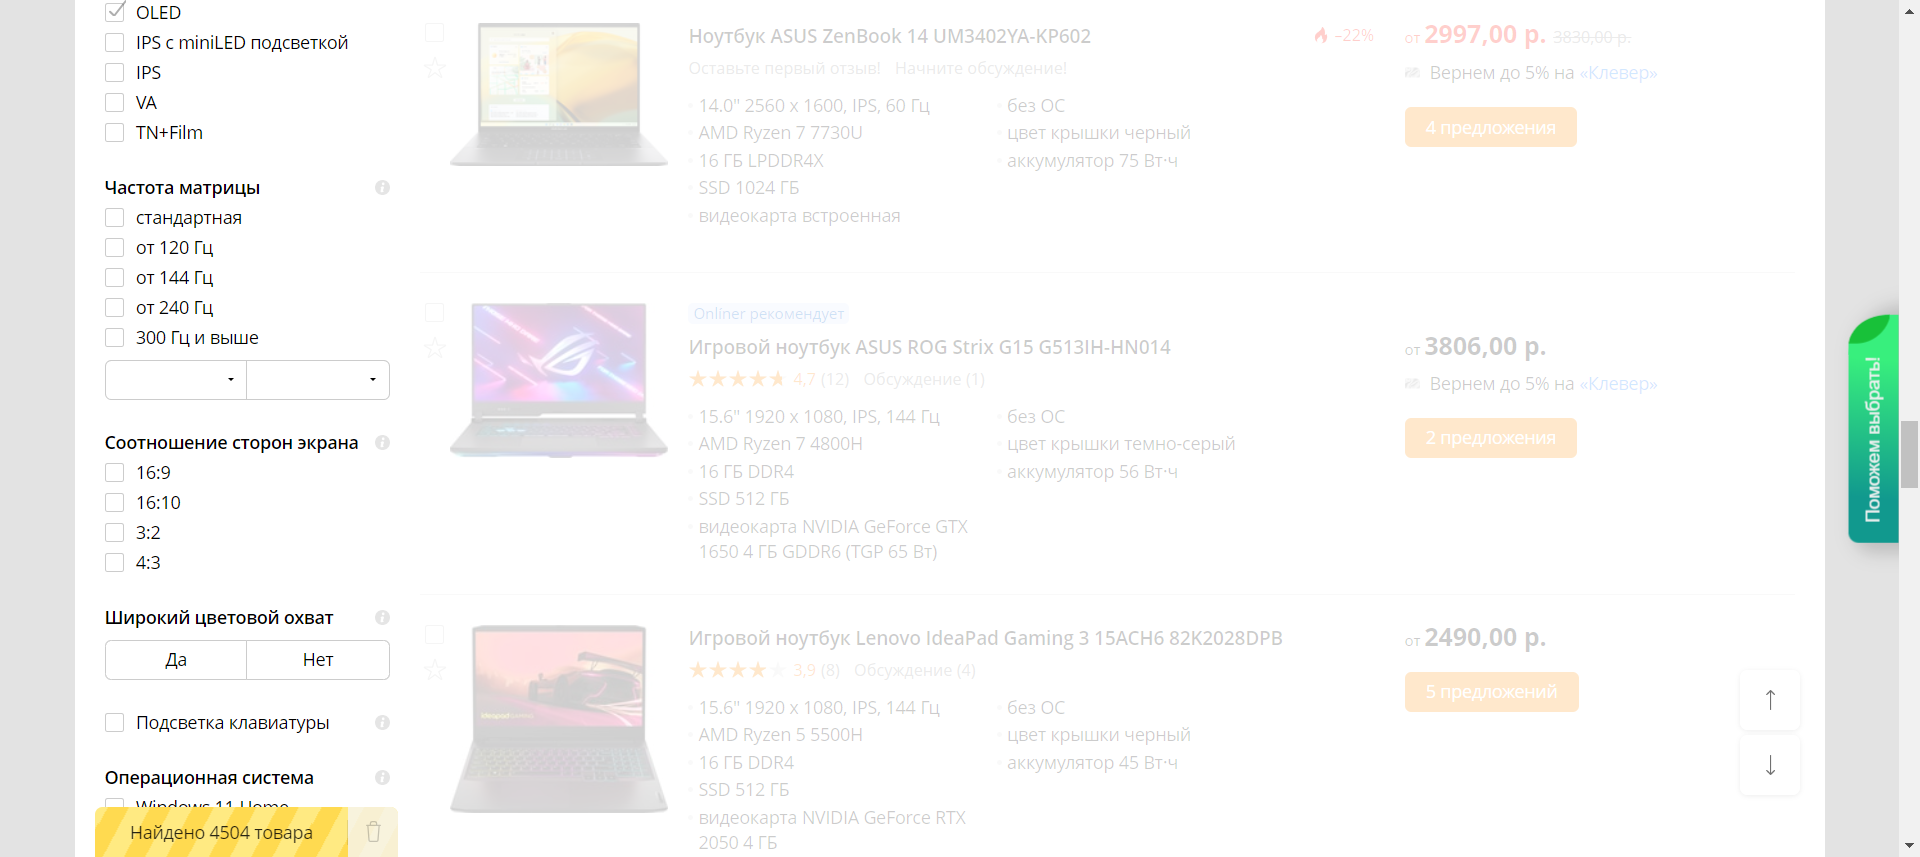 OLED
IPS с miniLED подсветкой
IPS
VA
TN+Film
Частота матрицы
стандартная
от 120 Гц
от 144 Гц
от 240 Гц
300 Гц и выше
Соотношение сторон экрана
16:9
16:10
3:2
4:3
Широкий цветовой охват
Да Нет
Подсветка клавиатуры
Операционная система
Windows 11 Home
Найдено 4504 товара
Ноутбук ASUS ZenBook 14 UM3402YA-KP602
Оставьте первый отзыв! Начните обсуждение!
14.0" 2560 x 1600, IPS, 60 Гц
AMD Ryzen 7 7730U
16 ГБ LPDDR4X
SSD 1024 ГБ
видеокарта встроенная
без ОС
цвет крышки черный
аккумулятор 75 Вт·ч
–22%
от 2997,00 р. 3830,00 р.
Вернем до 5% на «Клевер»
4 предложения
Onlíner рекомендует
Игровой ноутбук ASUS ROG Strix G15 G513IH-HN014
4,7 (12) Обсуждение (1)
15.6" 1920 x 1080, IPS, 144 Гц
AMD Ryzen 7 4800H
16 ГБ DDR4
SSD 512 ГБ
видеокарта NVIDIA GeForce GTX
1650 4 ГБ GDDR6 (TGP 65 Вт)
без ОС
цвет крышки темно-серый
аккумулятор 56 Вт·ч
от 3806,00 р.
Вернем до 5% на «Клевер»
2 предложения
Игровой ноутбук Lenovo IdeaPad Gaming 3 15ACH6 82K2028DPB
3,9 (8) Обсуждение (4)
15.6" 1920 x 1080, IPS, 144 Гц
AMD Ryzen 5 5500H
16 ГБ DDR4
SSD 512 ГБ
видеокарта NVIDIA GeForce RTX
2050 4 ГБ
без ОС
цвет крышки черный
аккумулятор 45 Вт·ч
от 2490,00 р.
5 предложений
Поможем выбрать!